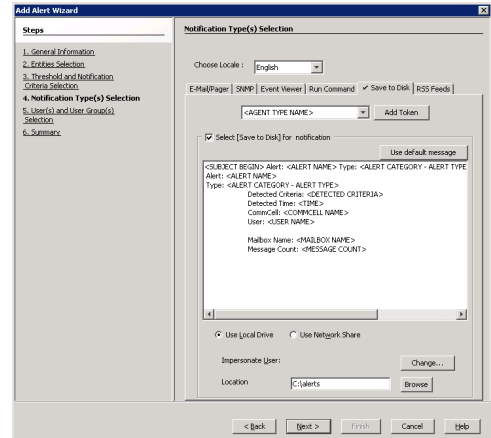 Add Alert Wizard
Steps
1. General Information
2. Entities Selection
3. Threshold and Notification
Criteria Selection
4. Notification Type(s) Selection
5. User(s) and User Group(s)
Selection
6. Summary
Notification Type(s) Selection
Choose Locale :
English
E-Mail/Pager
SNMP
Event Viewer
Run Command
✔ Save to Disk
RSS Feeds
<AGENT TYPE NAME>
Add Token
Select [Save to Disk] for notification
Use default message
<SUBJECT BEGIN> Alert: <ALERT NAME> Type: <ALERT CATEGORY - ALERT TYPE
Alert: <ALERT NAME>
Type: <ALERT CATEGORY - ALERT TYPE>
Detected Criteria: <DETECTED CRITERIA>
Detected Time: <TIME>
CommCell: <COMMCELL NAME>
User: <USER NAME>
Mailbox Name: <MAILBOX NAME>
Message Count: <MESSAGE COUNT>
Use Local Drive
Use Network Share
Impersonate User:
Change...
Location
C:\alerts
Browse
< Back
Next >
Finish
Cancel
Help